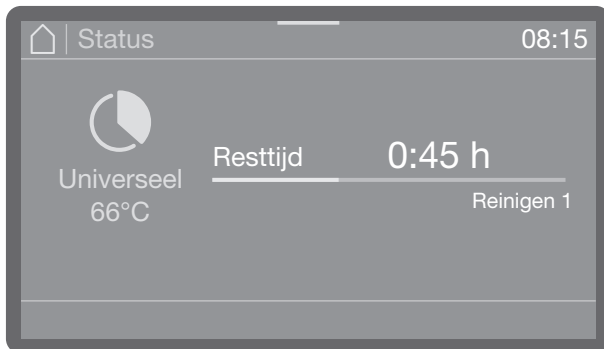 Status 08:15
Resttijd 0:45 h
Universeel
66°C
Reinigen 1